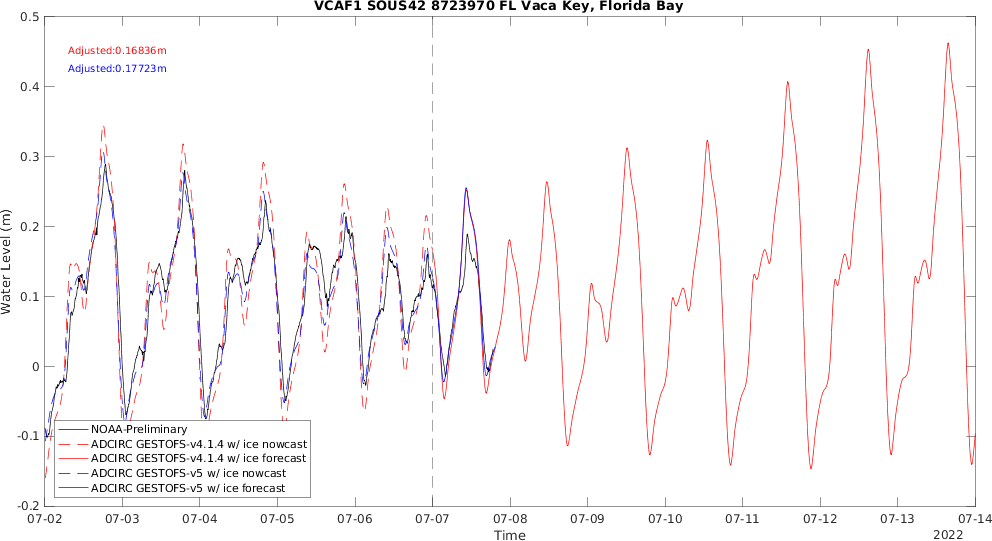 VCAF1 SOUS42 8723970 FL Vaca Key, Florida Bay
0.5
Adjusted:0.16836m
Adjusted:0.17723m
0.4
0.3
0.2
Water Level (m)
0.1
0
-0.1
-0.2
NOAA-Preliminary
ADCIRC GESTOFS-v4.1.4 w/ ice nowcast
ADCIRC GESTOFS-v4.1.4 w/ ice forecast
ADCIRC GESTOFS-v5 w/ ice nowcast
ADCIRC GESTOFS-v5 w/ ice forecast
07-02 07-03 07-04 07-05 07-06 07-07 07-08 07-09 07-10 07-11 07-12 07-13 07-14
Time
2022